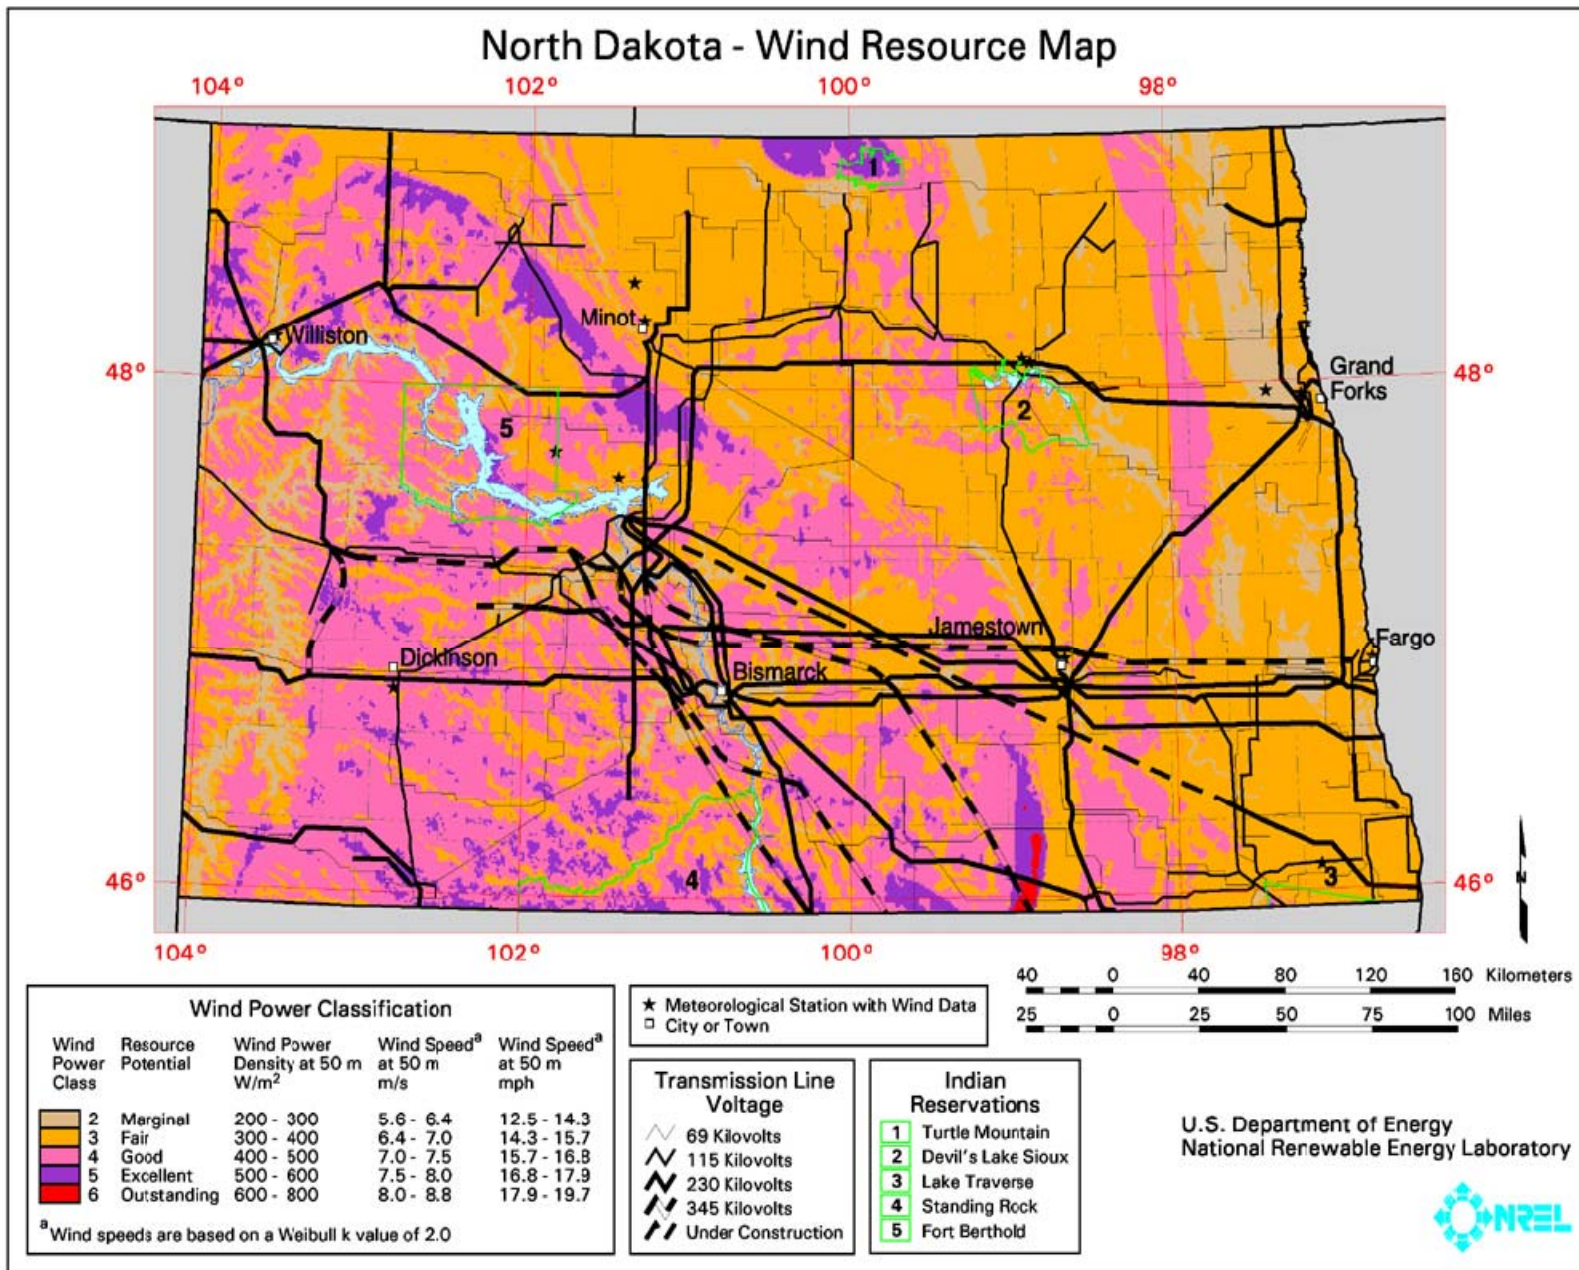 North Dakota - Wind Resource Map
104° 102° 100° 98°
1
Minot
Williston
48° 48°
Grand
Forks
2
5
Jamestown
Fargo
Dickinson
Bismarck
46° 46°
4
3
N
104° 102° 100° 98°
40 0 40 80 120 160 Kilometers
25 0 25 50 75 100 Miles
Wind Power Classification
Wind Power Class Resource Potential Wind Power Density at 50 m W/m2 Wind Speed a at 50 m m/s Wind Speed a at 50 m mph
2 Marginal 200 - 300 5.6 - 6.4 12.5 - 14.3
3 Fair 300 - 400 6.4 - 7.0 14.3 - 15.7
4 Good 400 - 500 7.0 - 7.5 15.7 - 16.8
5 Excellent 500 - 600 7.5 - 8.0 16.8 - 17.9
6 Outstanding 600 - 800 8.0 - 8.8 17.9 - 19.7
a Wind speeds are based on a Weibull k value of 2.0
Meteorological Station with Wind Data
City or Town
Transmission Line
Voltage
69 Kilovolts
115 Kilovolts
230 Kilovolts
345 Kilovolts
Under Construction
Indian
Reservations
1 Turtle Mountain
2 Devil's Lake Sioux
3 Lake Traverse
4 Standing Rock
5 Fort Berthold
U.S. Department of Energy
National Renewable Energy Laboratory
NREL